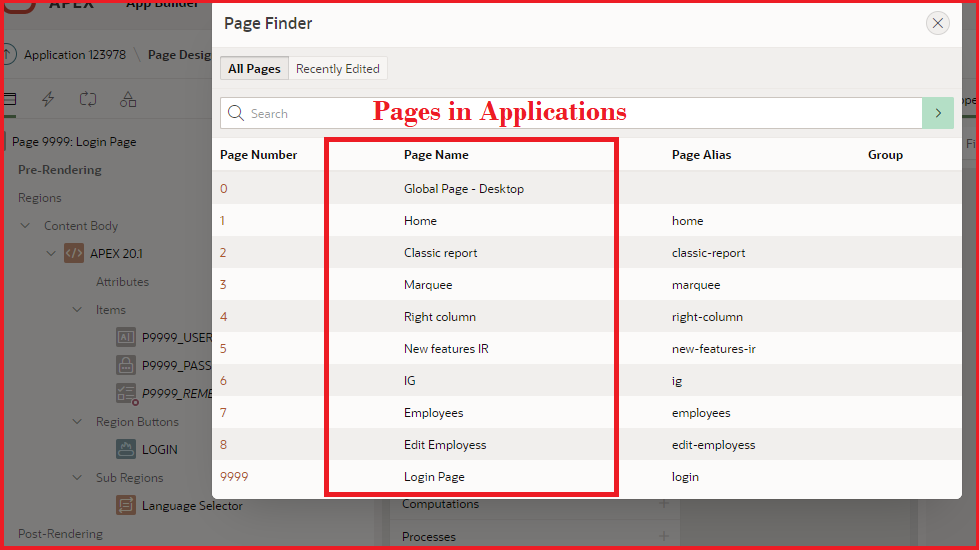 APEX App Builder
Page Finder
Application 123978 \ Page Desig
All Pages Recently Edited
Search
Pages in Applications
Page 9999: Login Page
Page Number Page Name Page Alias Group
0 Global Page - Desktop
1 Home home
2 Classic report classic-report
3 Marquee marquee
4 Right column right-column
5 New features IR new-features-ir
6 IG ig
7 Employees employees
8 Edit Employess edit-employess
9999 Login Page login
Pre-Rendering
Regions
Content Body
APEX 20.1
Attributes
Items
P9999_USER
P9999_PASS
P9999_REME
Region Buttons
LOGIN
Sub Regions
Language Selector
Post-Rendering
Computations
Processes